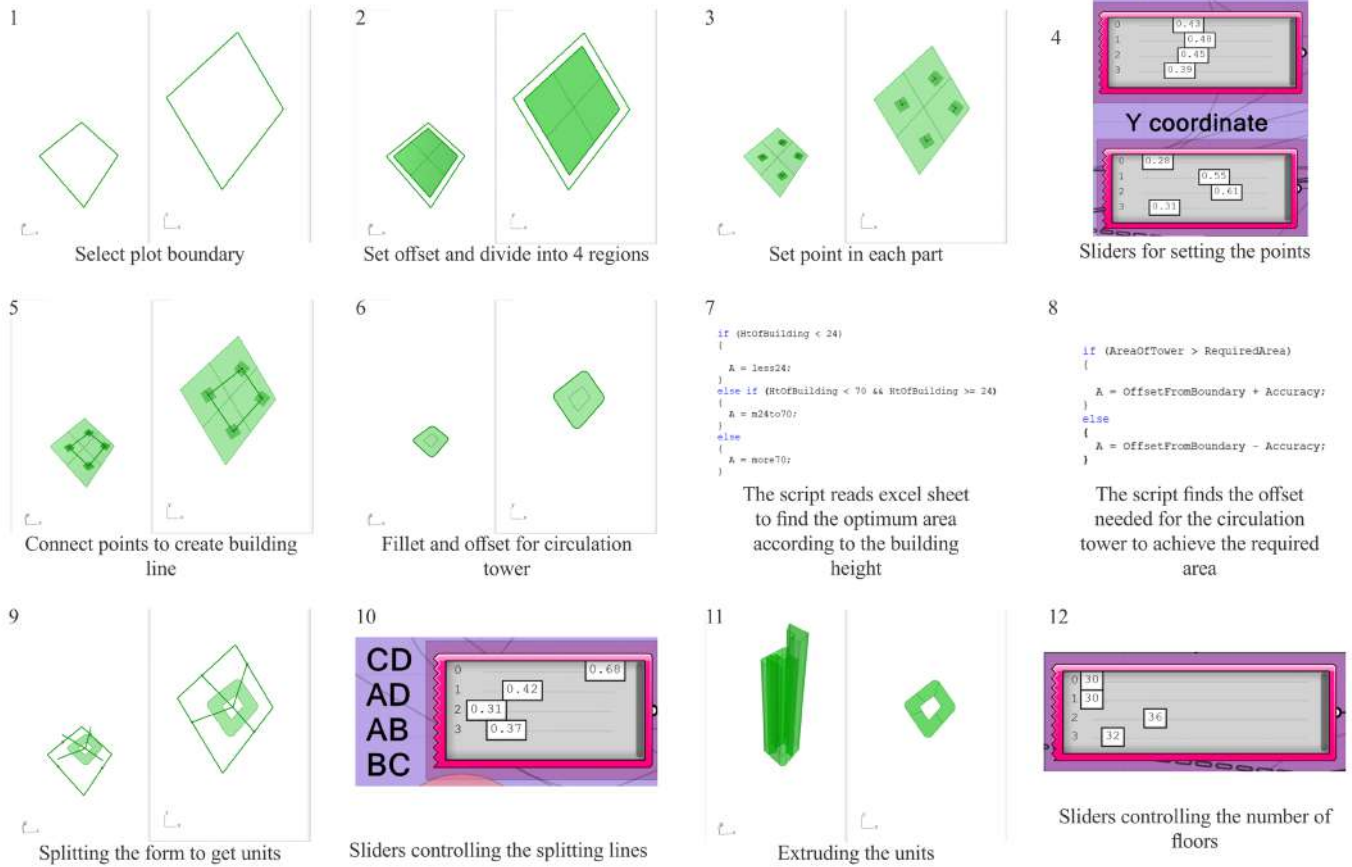 1
2
3
4
0 0.43
1 0.48
2 0.45
3 0.39
Y coordinate
0 0.28
1 0.55
2 0.61
3 0.31
Select plot boundary
Set offset and divide into 4 regions
Set point in each part
Sliders for setting the points
5
6
7
8
if (HtOfBuilding < 24)
{
A = less24;
}
else if (HtOfBuilding < 70 && HtOfBuilding >= 24)
{
A = m24to70;
}
else
{
A = more70;
}
if (AreaOfTower > RequiredArea)
{
A = OffsetFromBoundary + Accuracy;
}
else
{
A = OffsetFromBoundary - Accuracy;
}
Connect points to create building
line
Fillet and offset for circulation
tower
The script reads excel sheet
to find the optimum area
according to the building
height
The script finds the offset
needed for the circulation
tower to achieve the required
area
9
10
11
12
CD
AD
AB
BC
0 0.68
1 0.42
2 0.31
3 0.37
0 30
1 30
2 36
3 32
Splitting the form to get units
Sliders controlling the splitting lines
Extruding the units
Sliders controlling the number of
floors